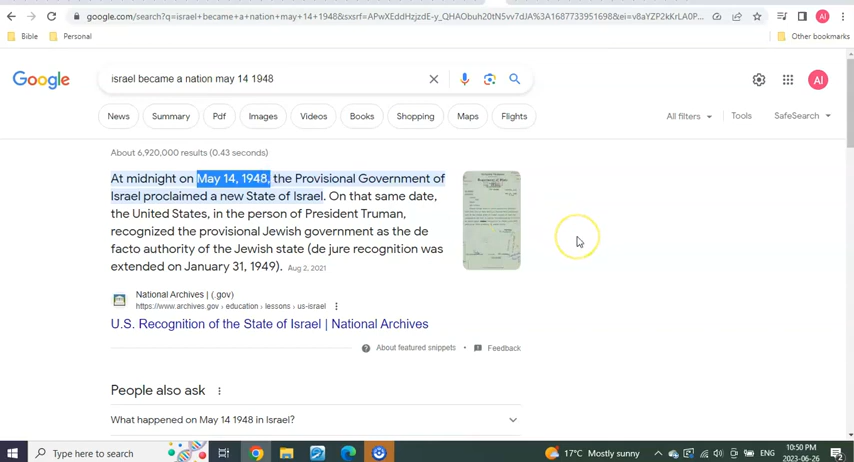 google.com/search?q=israel+became+a+nation+may+14+1948&sxsrf=APwXEddHzjzdE-y_QHAObuh20tN5vv7dJA%3A1687733951698&ei=v8aYZP2kKrLA0P...
AI
Bible
Personal
Other bookmarks
Google
israel became a nation may 14 1948
AI
News
Summary
Pdf
Images
Videos
Books
Shopping
Maps
Flights
All filters
Tools
SafeSearch
About 6,920,000 results (0.43 seconds)
At midnight on May 14, 1948, the Provisional Government of
Israel proclaimed a new State of Israel. On that same date,
the United States, in the person of President Truman,
recognized the provisional Jewish government as the de
facto authority of the Jewish state (de jure recognition was
extended on January 31, 1949). Aug 2, 2021
National Archives | (.gov)
https://www.archives.gov › education › lessons › us-israel
U.S. Recognition of the State of Israel | National Archives
About featured snippets • Feedback
People also ask
What happened on May 14 1948 in Israel?
Type here to search
17°C Mostly sunny
ENG
10:50 PM
2023-06-26
2